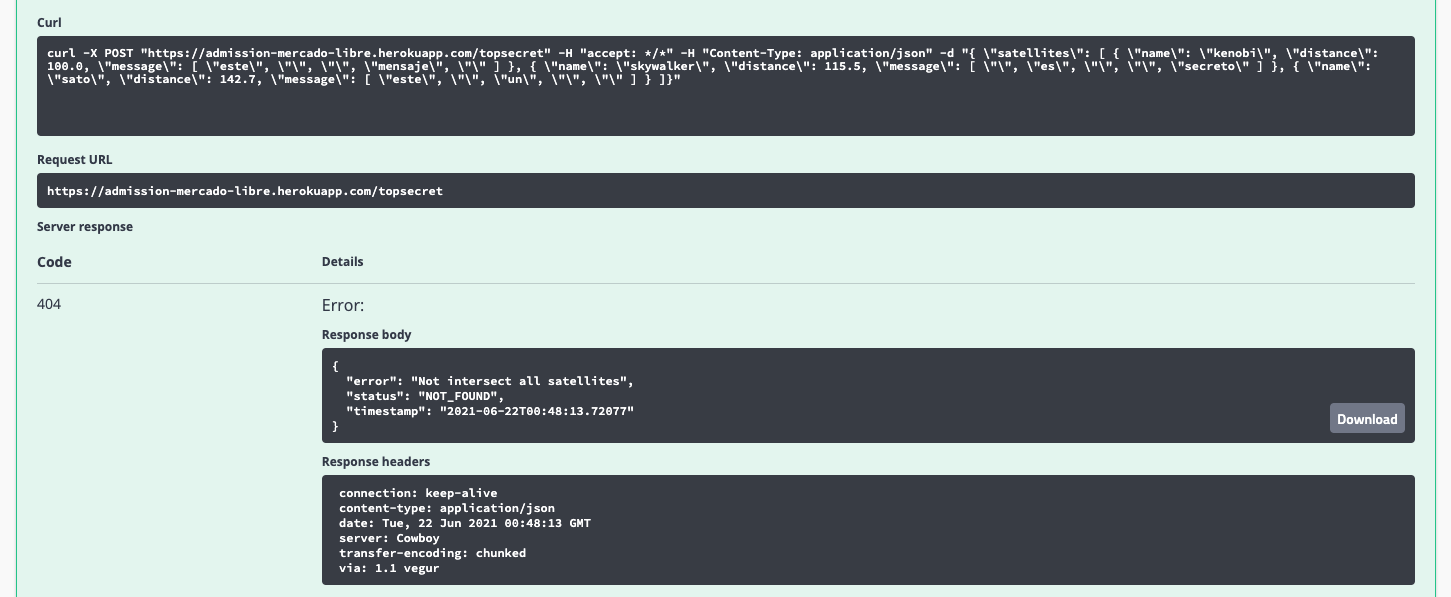 Curl
curl -X POST "https://admission-mercado-libre.herokuapp.com/topsecret" -H "accept: */*" -H "Content-Type: application/json" -d "{ \"satellites\": [ { \"name\": \"kenobi\", \"distance\":
100.0, \"message\": [ \"este\", \"\", \"\", \"mensaje\", \"\" ] }, { \"name\": \"skywalker\", \"distance\": 115.5, \"message\": [ \"\", \"es\", \"\", \"\", \"secreto\" ] }, { \"name\":
\"sato\", \"distance\": 142.7, \"message\": [ \"este\", \"\", \"un\", \"\", \"\" ] } ]}"
Request URL
https://admission-mercado-libre.herokuapp.com/topsecret
Server response
Code Details
404 Error:
Response body
{
"error": "Not intersect all satellites",
"status": "NOT_FOUND",
"timestamp": "2021-06-22T00:48:13.72077"
}
Download
Response headers
connection: keep-alive
content-type: application/json
date: Tue, 22 Jun 2021 00:48:13 GMT
server: Cowboy
transfer-encoding: chunked
via: 1.1 vegur